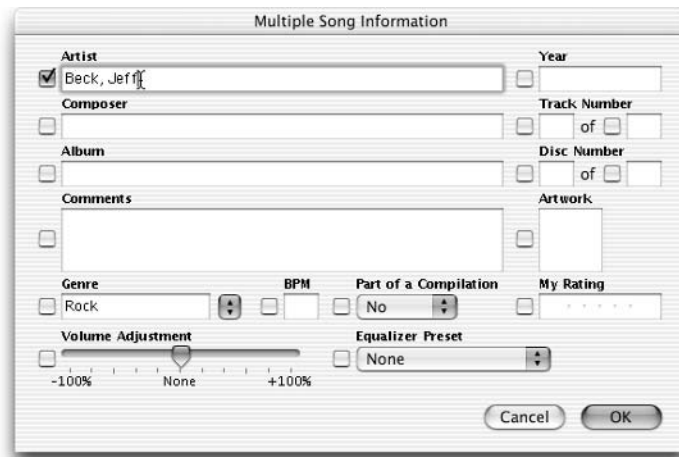 Multiple Song Information
Artist
Year
Beck, Jeff
Composer
Track Number
of
Album
Disc Number
of
Comments
Artwork
Genre
BPM
Part of a Compilation
My Rating
Rock
No
Volume Adjustment
Equalizer Preset
None
-100%
None
+100%
Cancel
OK